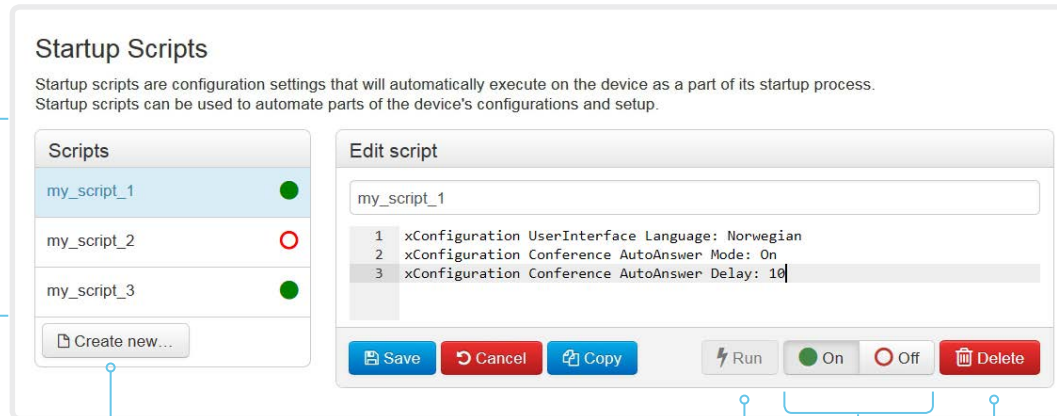 Startup Scripts
Startup scripts are configuration settings that will automatically execute on the device as a part of its startup process.
Startup scripts can be used to automate parts of the device's configurations and setup.
Scripts
my_script_1
my_script_2
my_script_3
Create new...
Edit script
my_script_1
1 xConfiguration UserInterface Language: Norwegian
2 xConfiguration Conference AutoAnswer Mode: On
3 xConfiguration Conference AutoAnswer Delay: 10
Save Cancel Copy Run On Off Delete